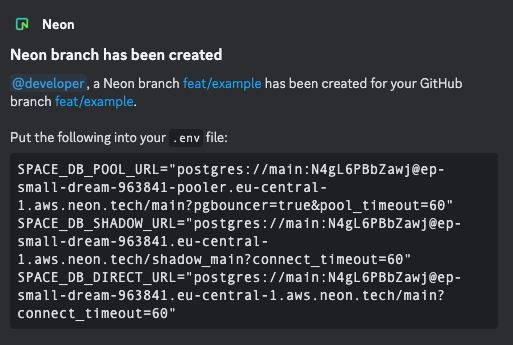 Neon
Neon branch has been created
@developer, a Neon branch feat/example has been created for your GitHub
branch feat/example.
Put the following into your .env file:
SPACE_DB_POOL_URL="postgres://main:N4gL6PBbZawj@ep-
small-dream-963841-pooler.eu-central-
1.aws.neon.tech/main?pgbouncer=true&pool_timeout=60"
SPACE_DB_SHADOW_URL="postgres://main:N4gL6PBbZawj@ep-
small-dream-963841.eu-central-
1.aws.neon.tech/shadow_main?connect_timeout=60"
SPACE_DB_DIRECT_URL="postgres://main:N4gL6PBbZawj@ep-
small-dream-963841.eu-central-1.aws.neon.tech/main?
connect_timeout=60"